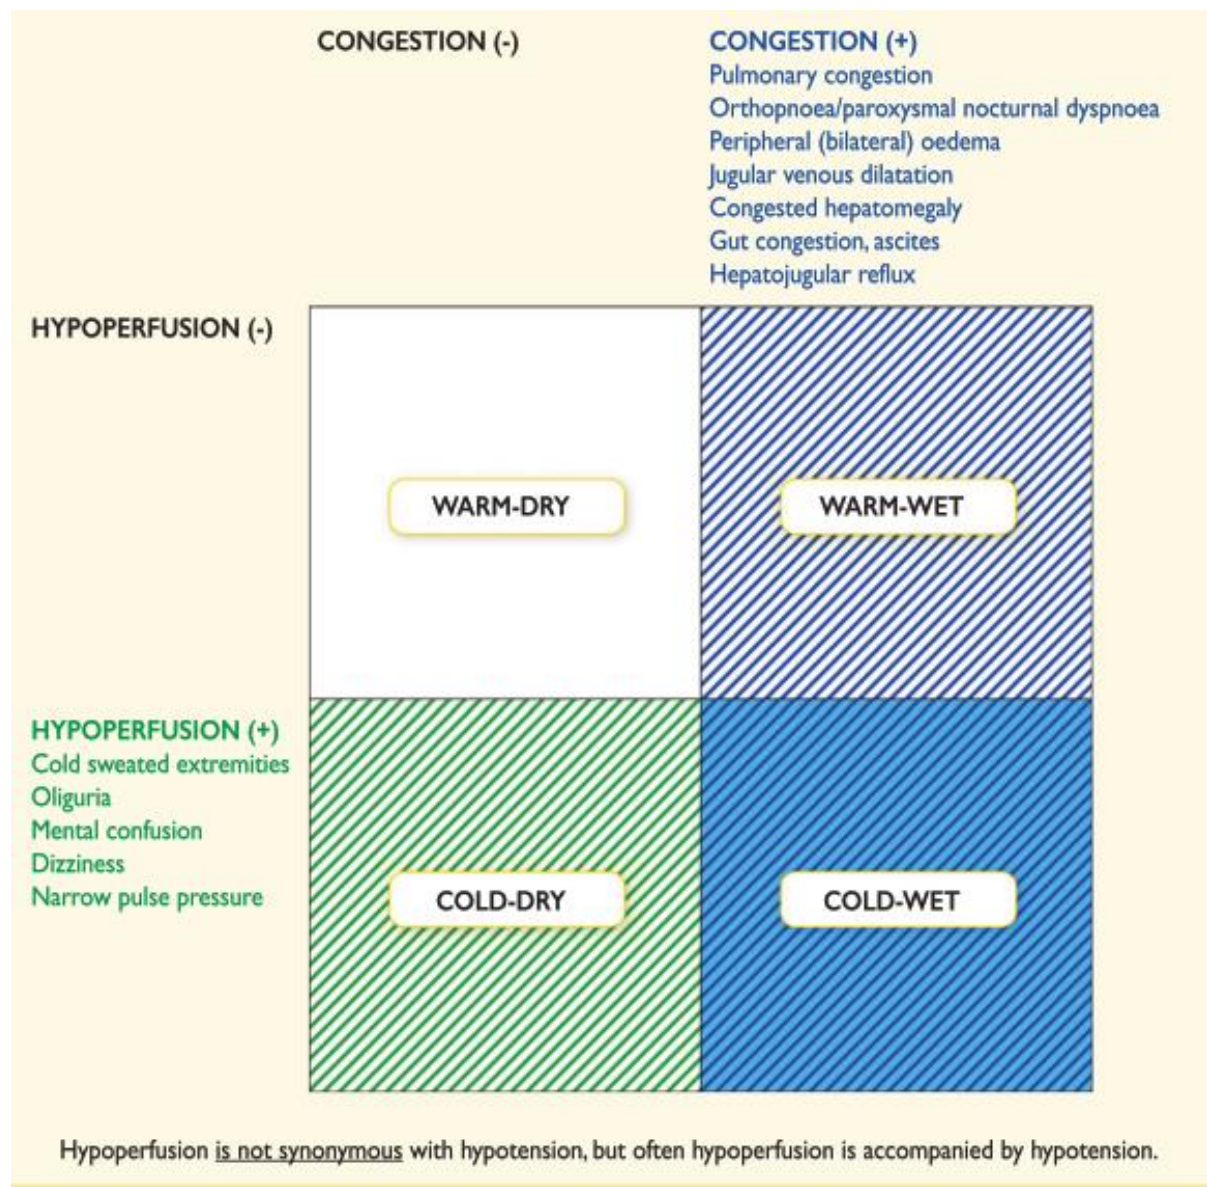 CONGESTION (-)
CONGESTION (+)
Pulmonary congestion
Orthopnoea/paroxysmal nocturnal dyspnoea
Peripheral (bilateral) oedema
Jugular venous dilatation
Congested hepatomegaly
Gut congestion, ascites
Hepatojugular reflux
HYPOPERFUSION (-)
WARM-DRY
WARM-WET
HYPOPERFUSION (+)
Cold sweated extremities
Oliguria
Mental confusion
Dizziness
Narrow pulse pressure
COLD-DRY
COLD-WET
Hypoperfusion is not synonymous with hypotension, but often hypoperfusion is accompanied by hypotension.